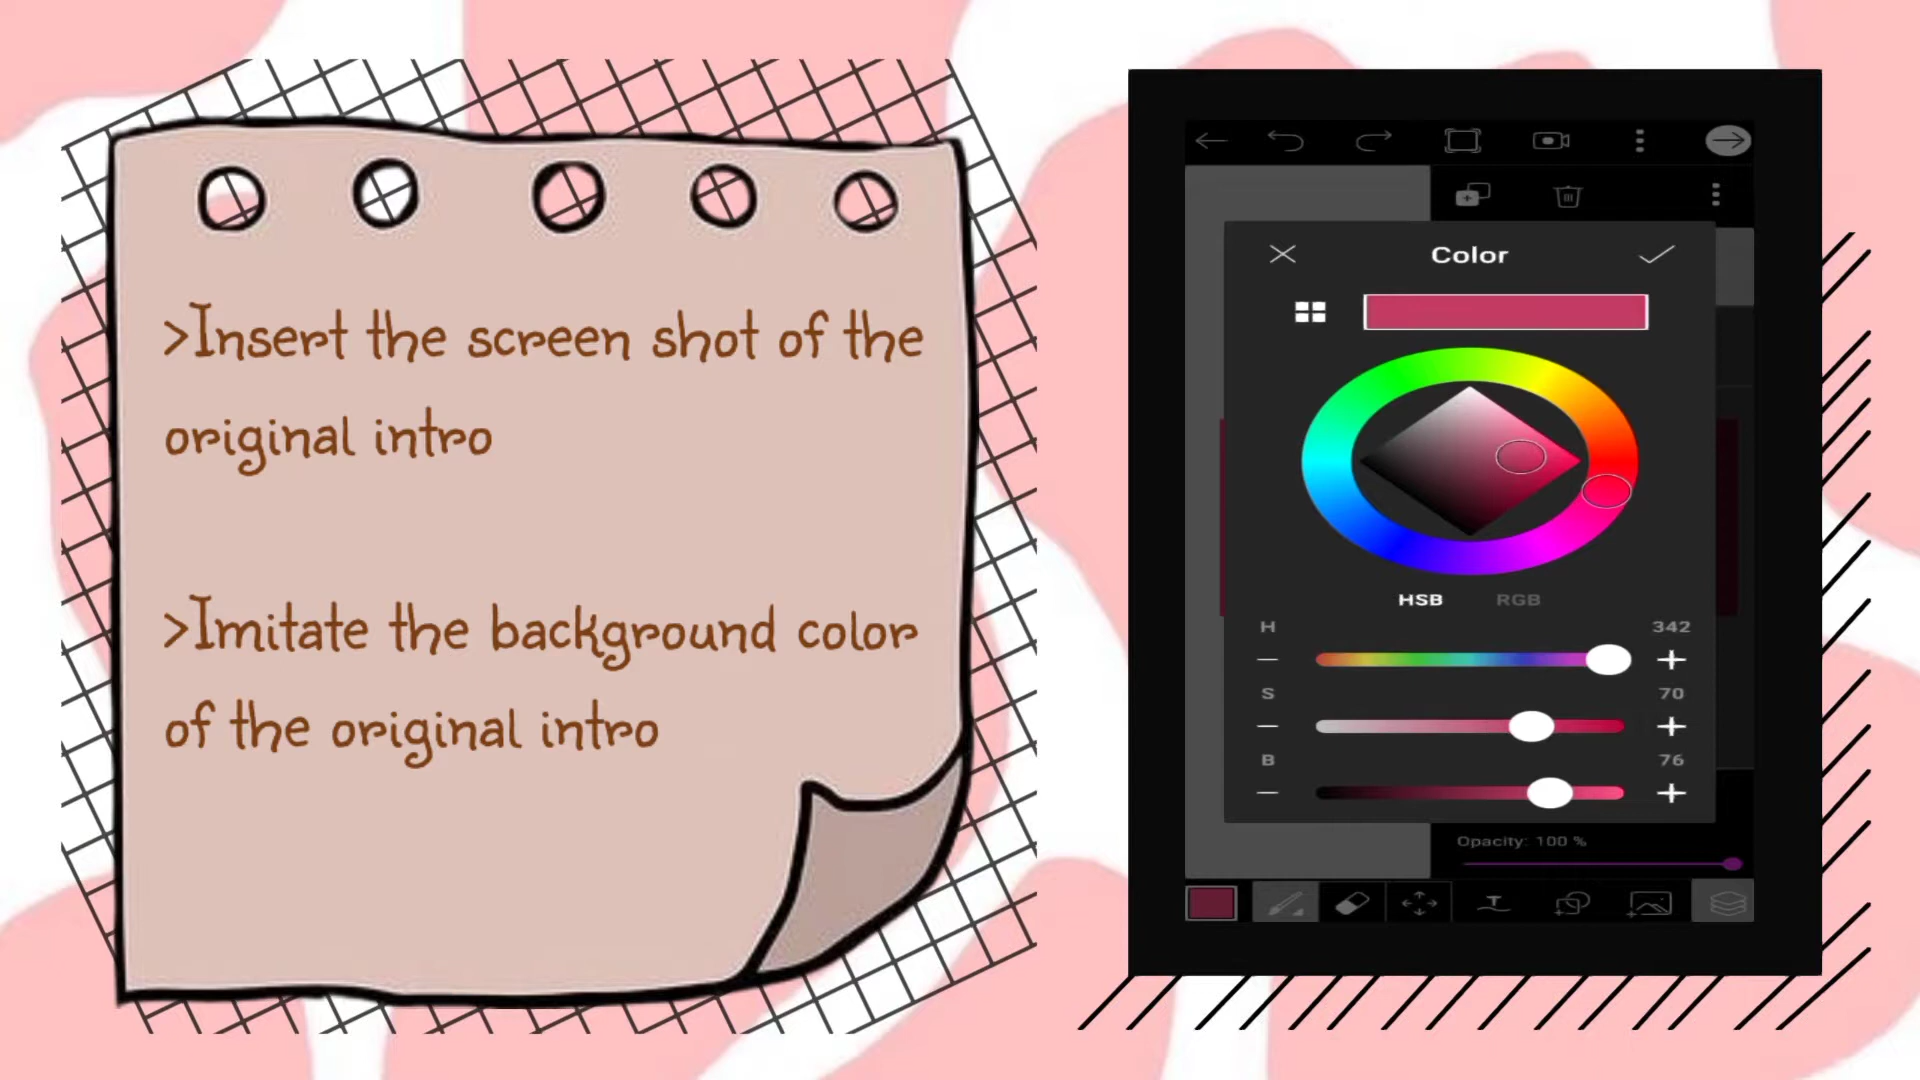 >Insert the screen shot of the
original intro
>Imitate the background color
of the original intro
Color
HSB RGB
H 342
S 70
B 76
Opacity: 100 %